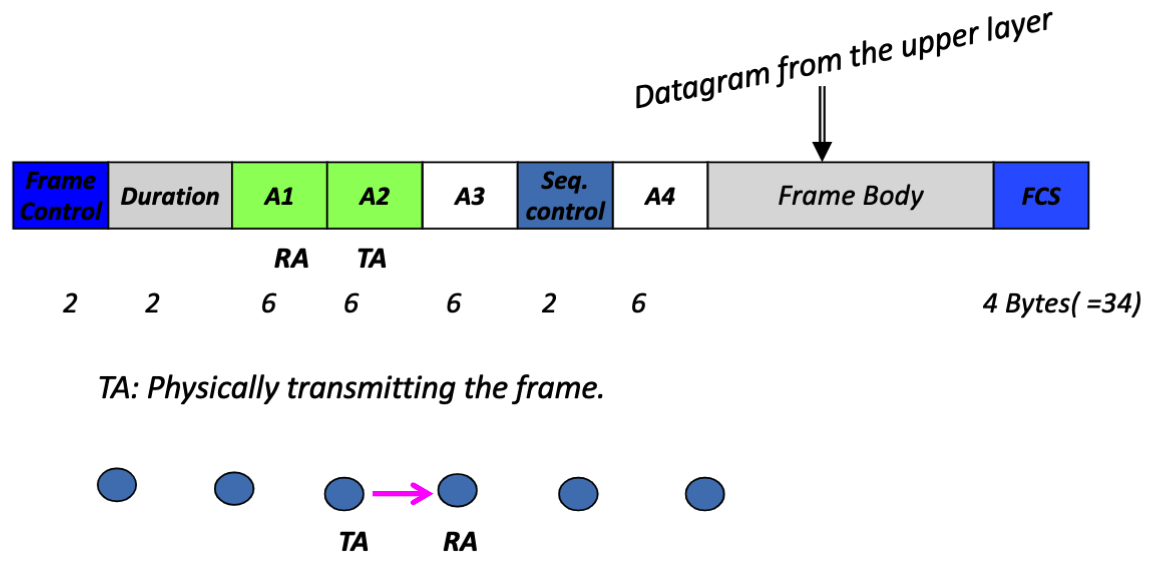 Datagram from the upper layer
Frame Control Duration A1 A2 A3 Seq. control A4 Frame Body FCS
RA TA
2 2 6 6 6 2 6 4 Bytes( =34)
TA: Physically transmitting the frame.
TA RA